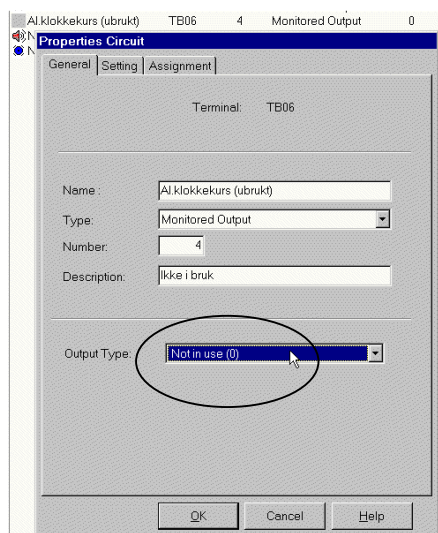 Al.klokkekurs (ubrukt) TB06 4 Monitored Output 0
N
N
Properties Circuit
General Setting Assignment
Terminal: TB06
Name : Al.klokkekurs (ubrukt)
Type: Monitored Output
Number: 4
Description: Ikke i bruk
Output Type: Not in use (0)
OK Cancel Help